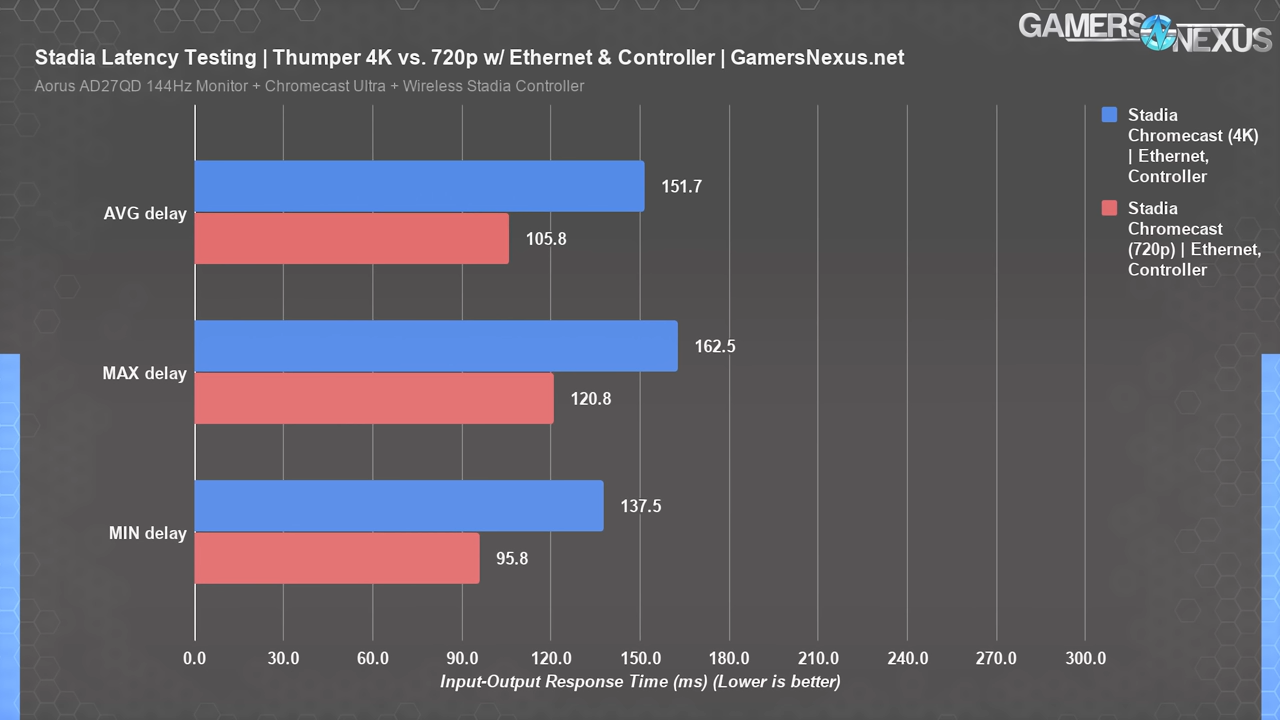 GAMERS NEXUS
Stadia Latency Testing | Thumper 4K vs. 720p w/ Ethernet & Controller | GamersNexus.net
Aorus AD27QD 144Hz Monitor + Chromecast Ultra + Wireless Stadia Controller
Stadia
Chromecast (4K)
| Ethernet,
Controller
Stadia
Chromecast
(720p) | Ethernet,
Controller
AVG delay
151.7
105.8
MAX delay
162.5
120.8
MIN delay
137.5
95.8
0.0 30.0 60.0 90.0 120.0 150.0 180.0 210.0 240.0 270.0 300.0
Input-Output Response Time (ms) (Lower is better)